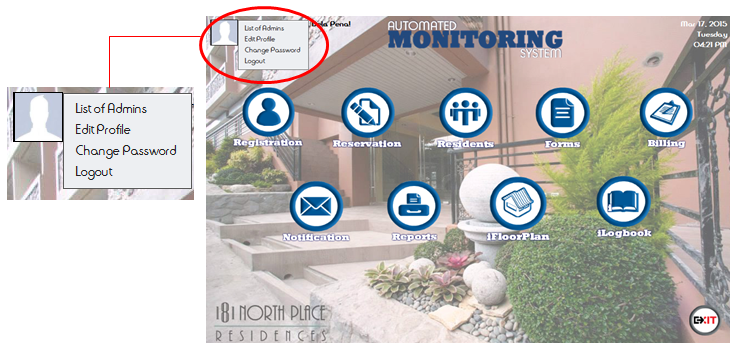 List of Admins
Edit Profile
Change Password
Logout
List of Admins
Edit Profile
Change Password
Logout
Pena!
AUTOMATED
MONITORING
SYSTEM
Mar 17, 2015
Tuesday
04:21 PM
Registration
Reservation
Residents
Forms
Billing
Notification
Reports
iFloorPlan
iLogbook
181 NORTH PLACE
RESIDENCES
EXIT